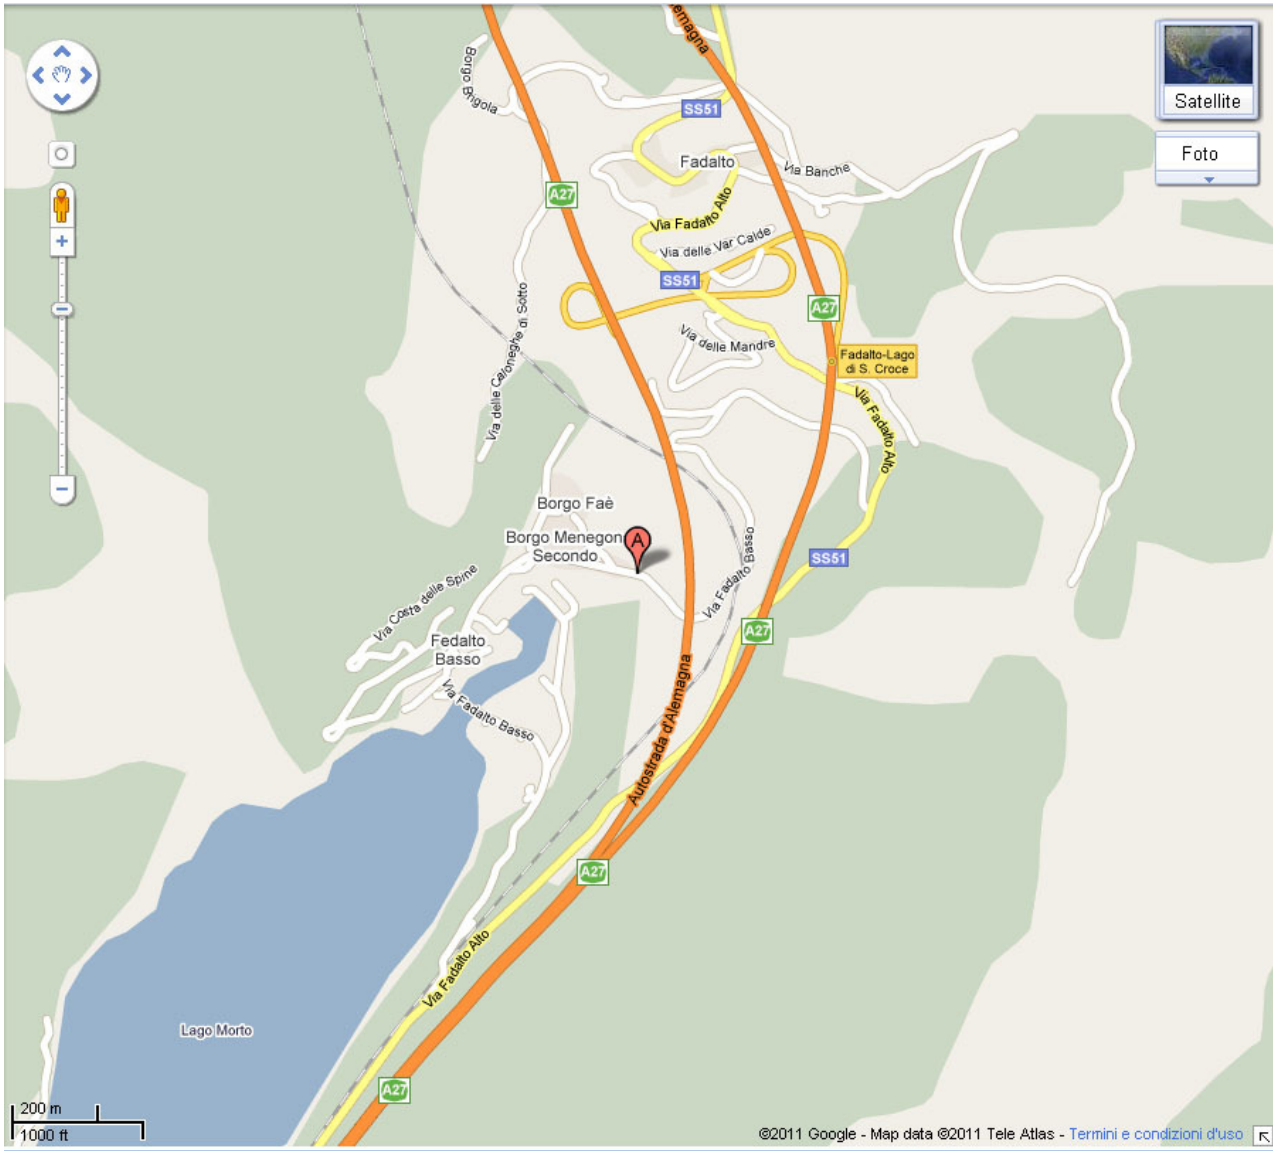 emagna
Borgo Brigola
Satellite
SS51
Foto
Fadalto
Via Banche
A27
Via Fadalto Alto
Via delle Var Calde
SS51
A27
Via delle Caloneghe di Sotto
Via delle Mandre
Fadalto-Lago
di S. Croce
Via Fadalto Alto
Borgo Faè
Borgo Menegon
Secondo
A
SS51
Via Fadalto Basso
Via Costa delle Spine
A27
Fedalto
Basso
Via Fadalto Basso
Autostrada d'Alemagna
A27
Via Fadalto Alto
Lago Morto
A27
200 m
1000 ft
©2011 Google - Map data ©2011 Tele Atlas - Termini e condizioni d'uso